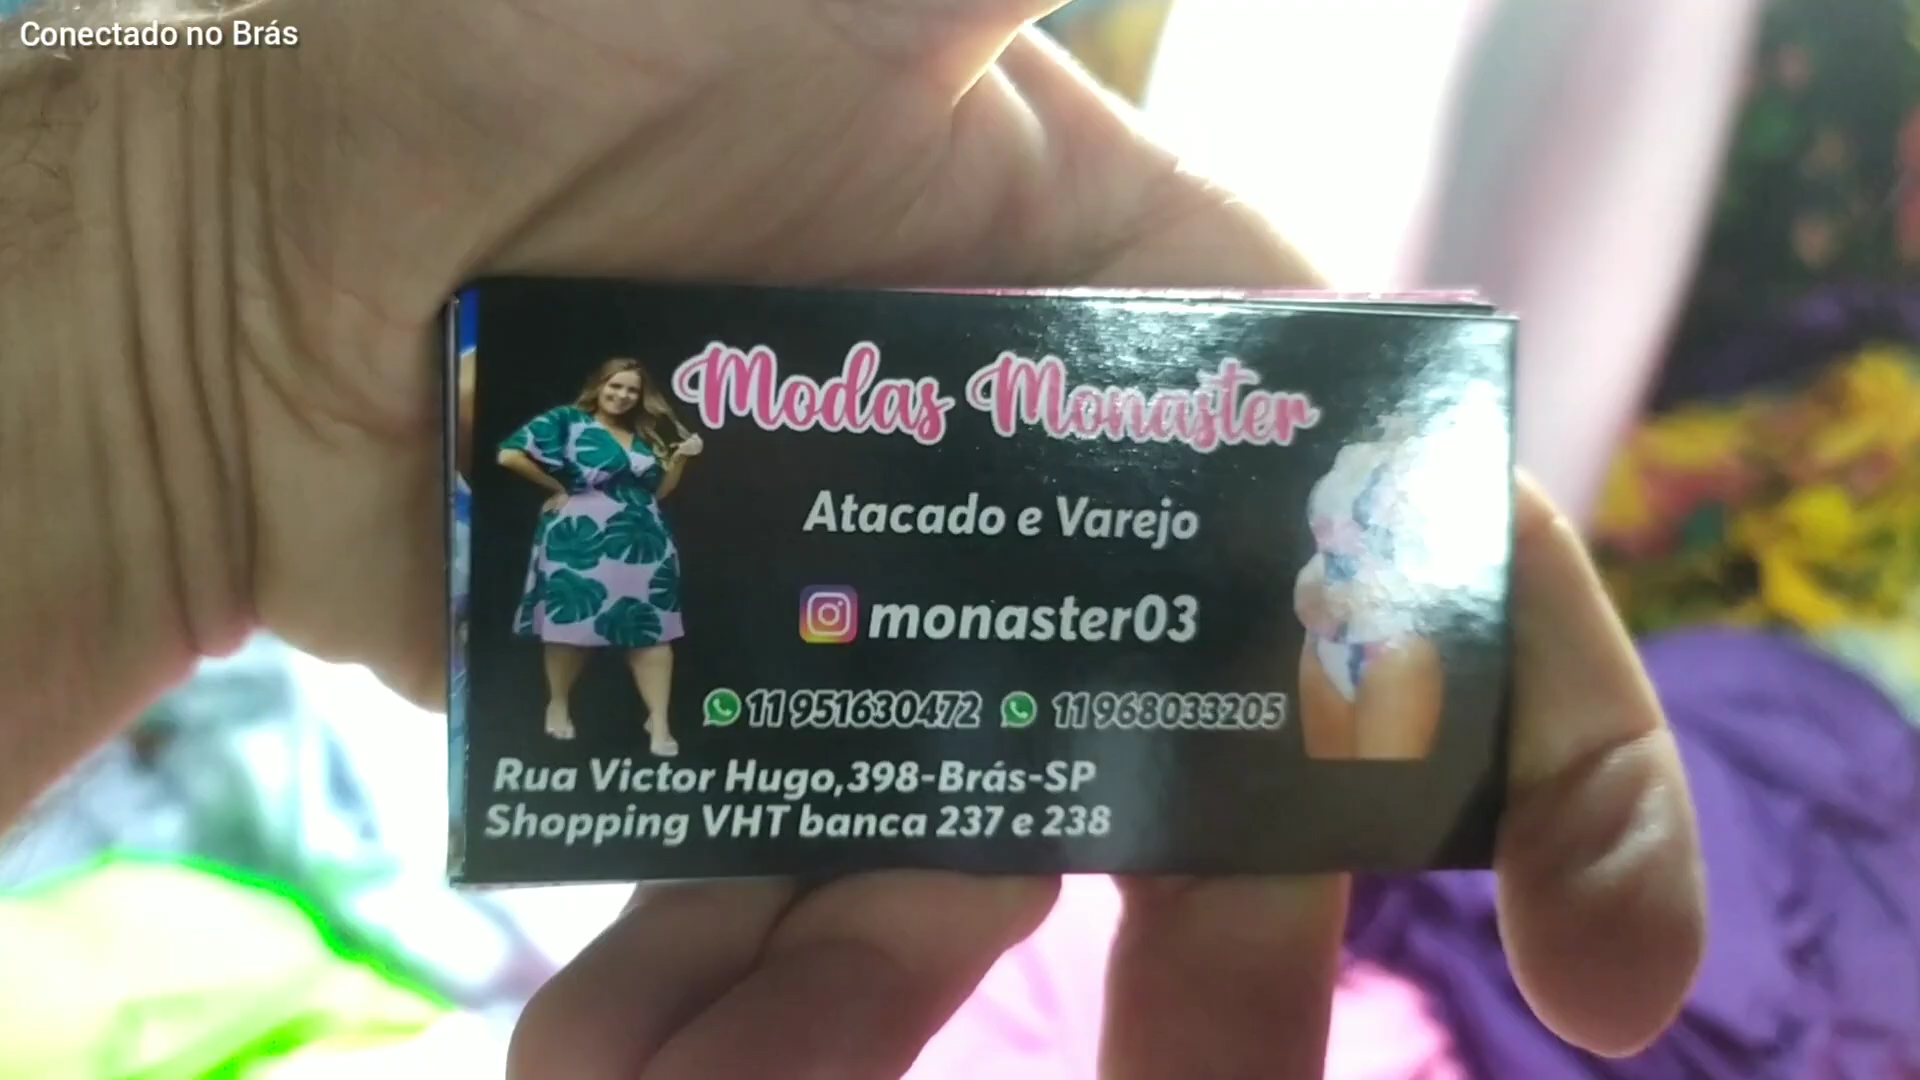 Conectado no Brás
Modas Monaster
Atacado e Varejo
monaster03
11 951630472 11 968033205
Rua Victor Hugo,398-Brás-SP
Shopping VHT banca 237 e 238